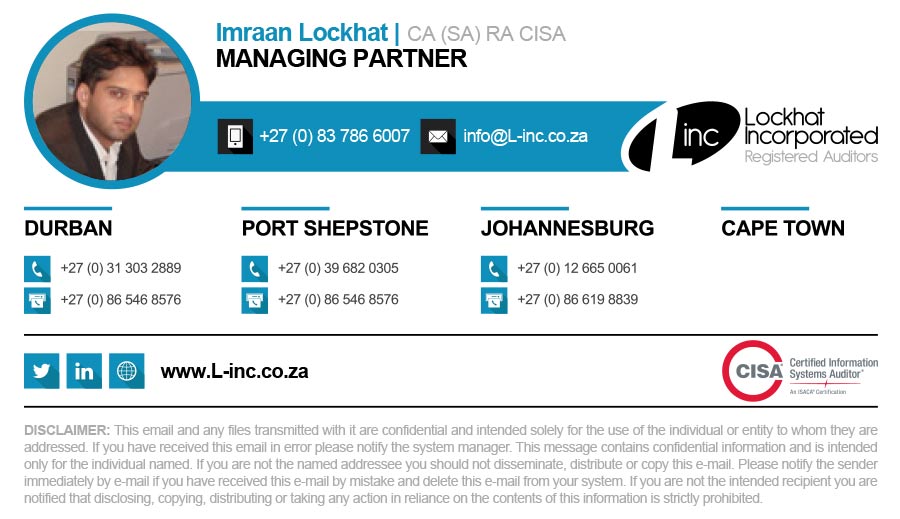 Imraan Lockhat | CA (SA) RA CISA
MANAGING PARTNER
+27 (0) 83 786 6007
info@L-inc.co.za
inc
Lockhat
Incorporated
Registered Auditors
DURBAN
+27 (0) 31 303 2889
+27 (0) 86 546 8576
PORT SHEPSTONE
+27 (0) 39 682 0305
+27 (0) 86 546 8576
JOHANNESBURG
+27 (0) 12 665 0061
+27 (0) 86 619 8839
CAPE TOWN
in
www.L-inc.co.za
CISA
Certified Information
Systems Auditor
An ISACA® Certification
DISCLAIMER: This email and any files transmitted with it are confidential and intended solely for the use of the individual or entity to whom they are
addressed. If you have received this email in error please notify the system manager. This message contains confidential information and is intended
only for the individual named. If you are not the named addressee you should not disseminate, distribute or copy this e-mail. Please notify the sender
immediately by e-mail if you have received this e-mail by mistake and delete this e-mail from your system. If you are not the intended recipient you are
notified that disclosing, copying, distributing or taking any action in reliance on the contents of this information is strictly prohibited.